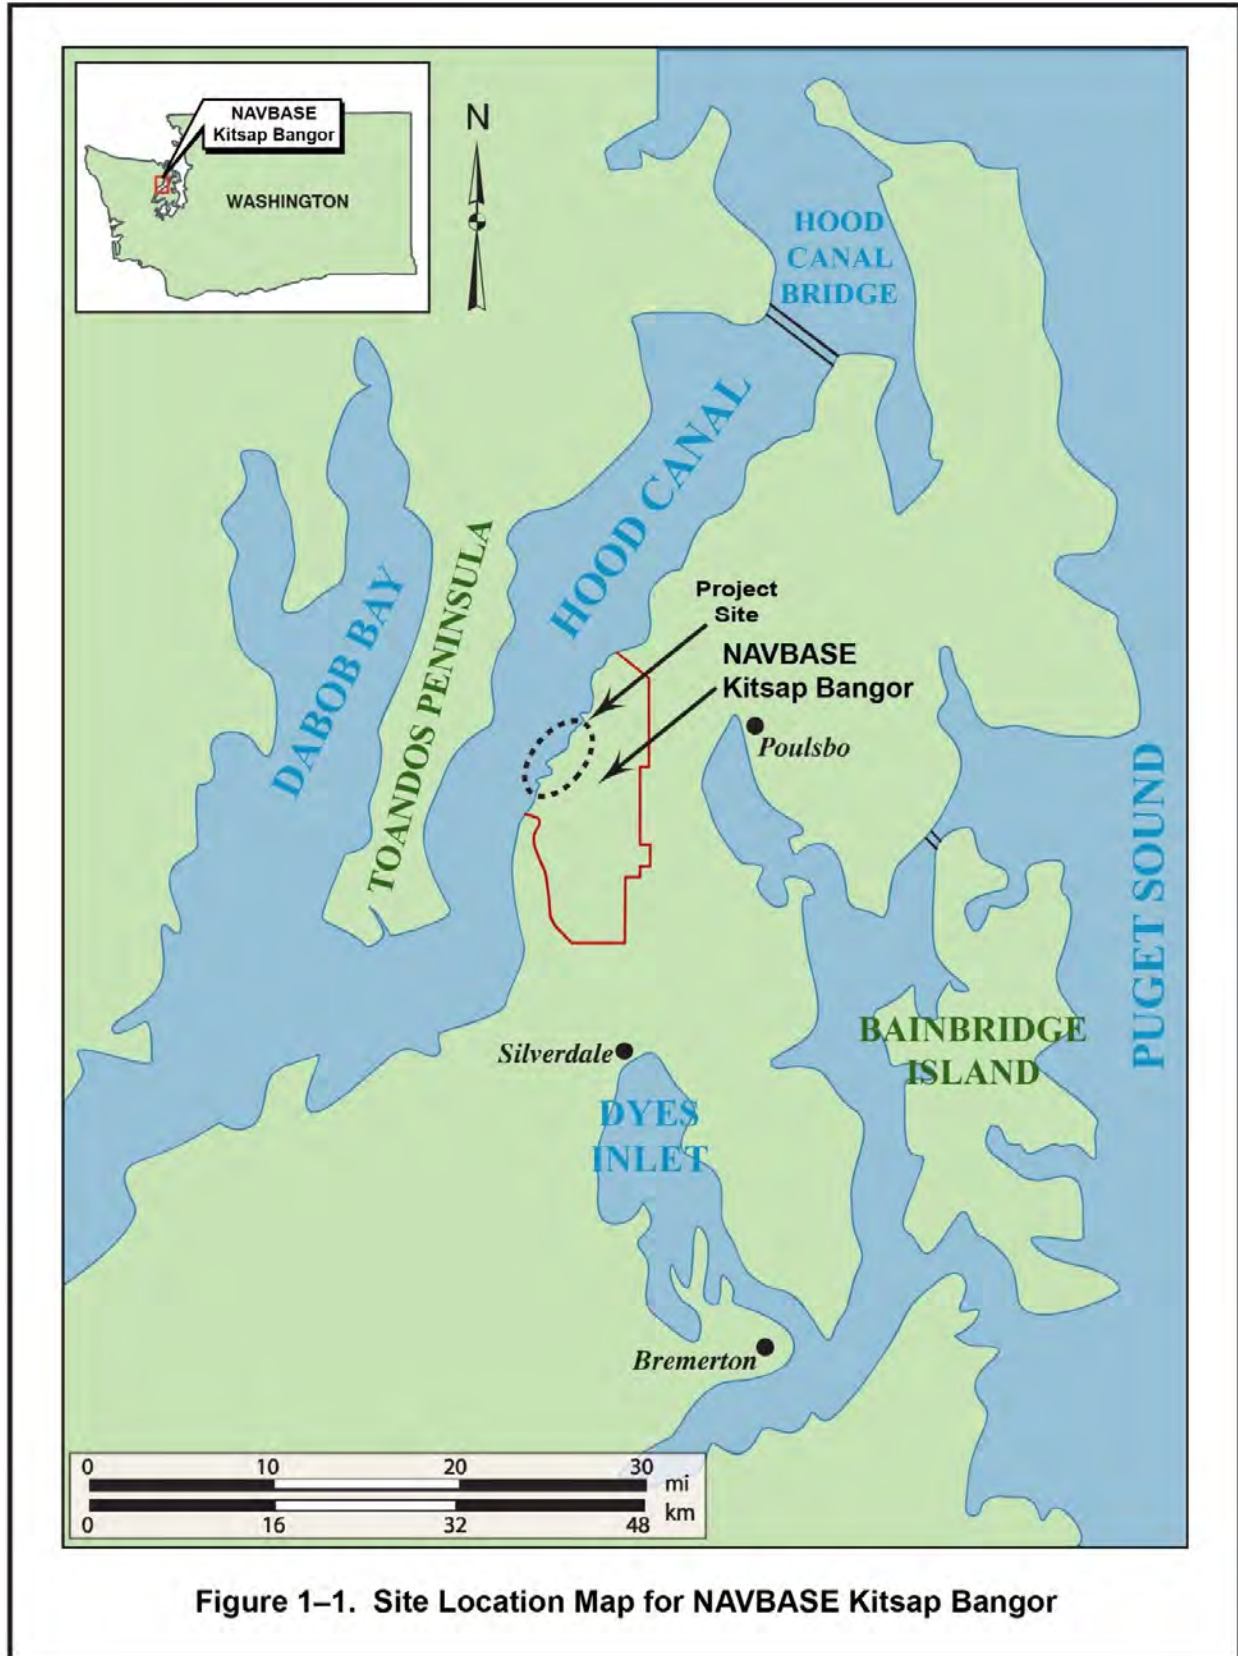 NAVBASE
Kitsap Bangor
WASHINGTON
N
HOOD
CANAL
BRIDGE
HOOD CANAL
DABOB BAY
TOANDOS PENINSULA
Project
Site
NAVBASE
Kitsap Bangor
Poulsbo
PUGET SOUND
BAINBRIDGE
ISLAND
Silverdale
DYES
INLET
Bremerton
0 10 20 30
mi
km
0 16 32 48
Figure 1–1. Site Location Map for NAVBASE Kitsap Bangor